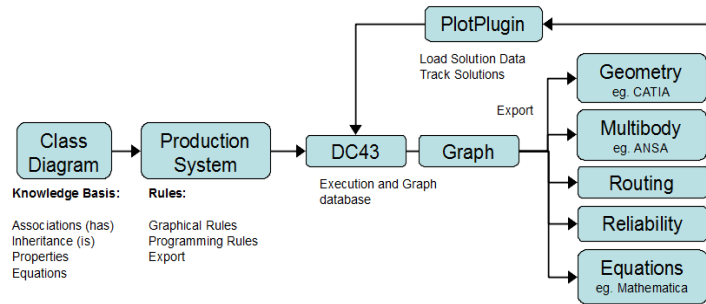 PlotPlugin
Load Solution Data
Track Solutions
Export
Geometry
eg. CATIA
Class
Diagram
Production
System
DC43
Graph
Multibody
eg. ANSA
Knowledge Basis:
Rules:
Execution and Graph
database
Routing
Associations (has)
Inheritance (is)
Properties
Equations
Graphical Rules
Programming Rules
Export
Reliability
Equations
eg. Mathematica